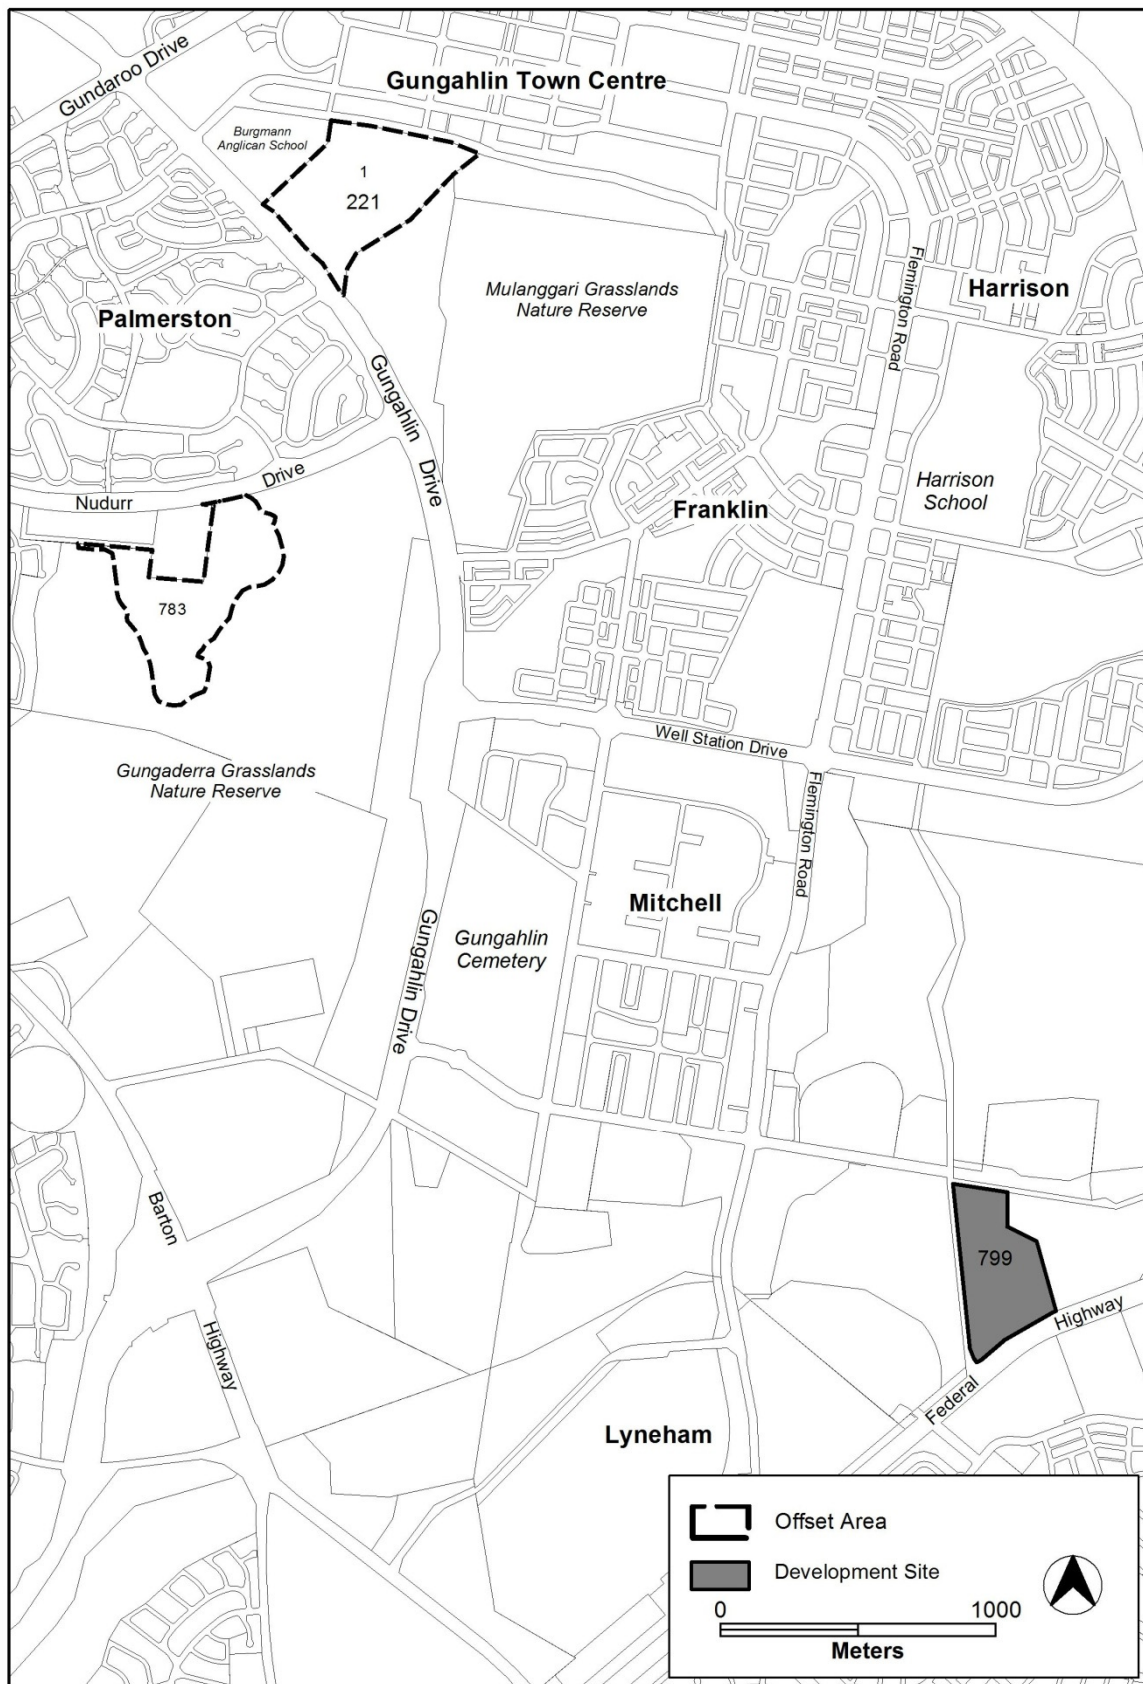 Gundaroo Drive
Gungahlin Town Centre
Burgmann
Anglican School
1
221
Flemington Road
Harrison
Mulanggari Grasslands
Nature Reserve
Palmerston
Gungahlin Drive
Harrison
School
Nudurr Drive
Franklin
783
Well Station Drive
Gungaderra Grasslands
Nature Reserve
Flemington Road
Mitchell
Gungahlin
Cemetery
Gungahlin Drive
Barton
Highway
799
Federal Highway
Lyneham
Offset Area
Development Site
0 1000
Meters